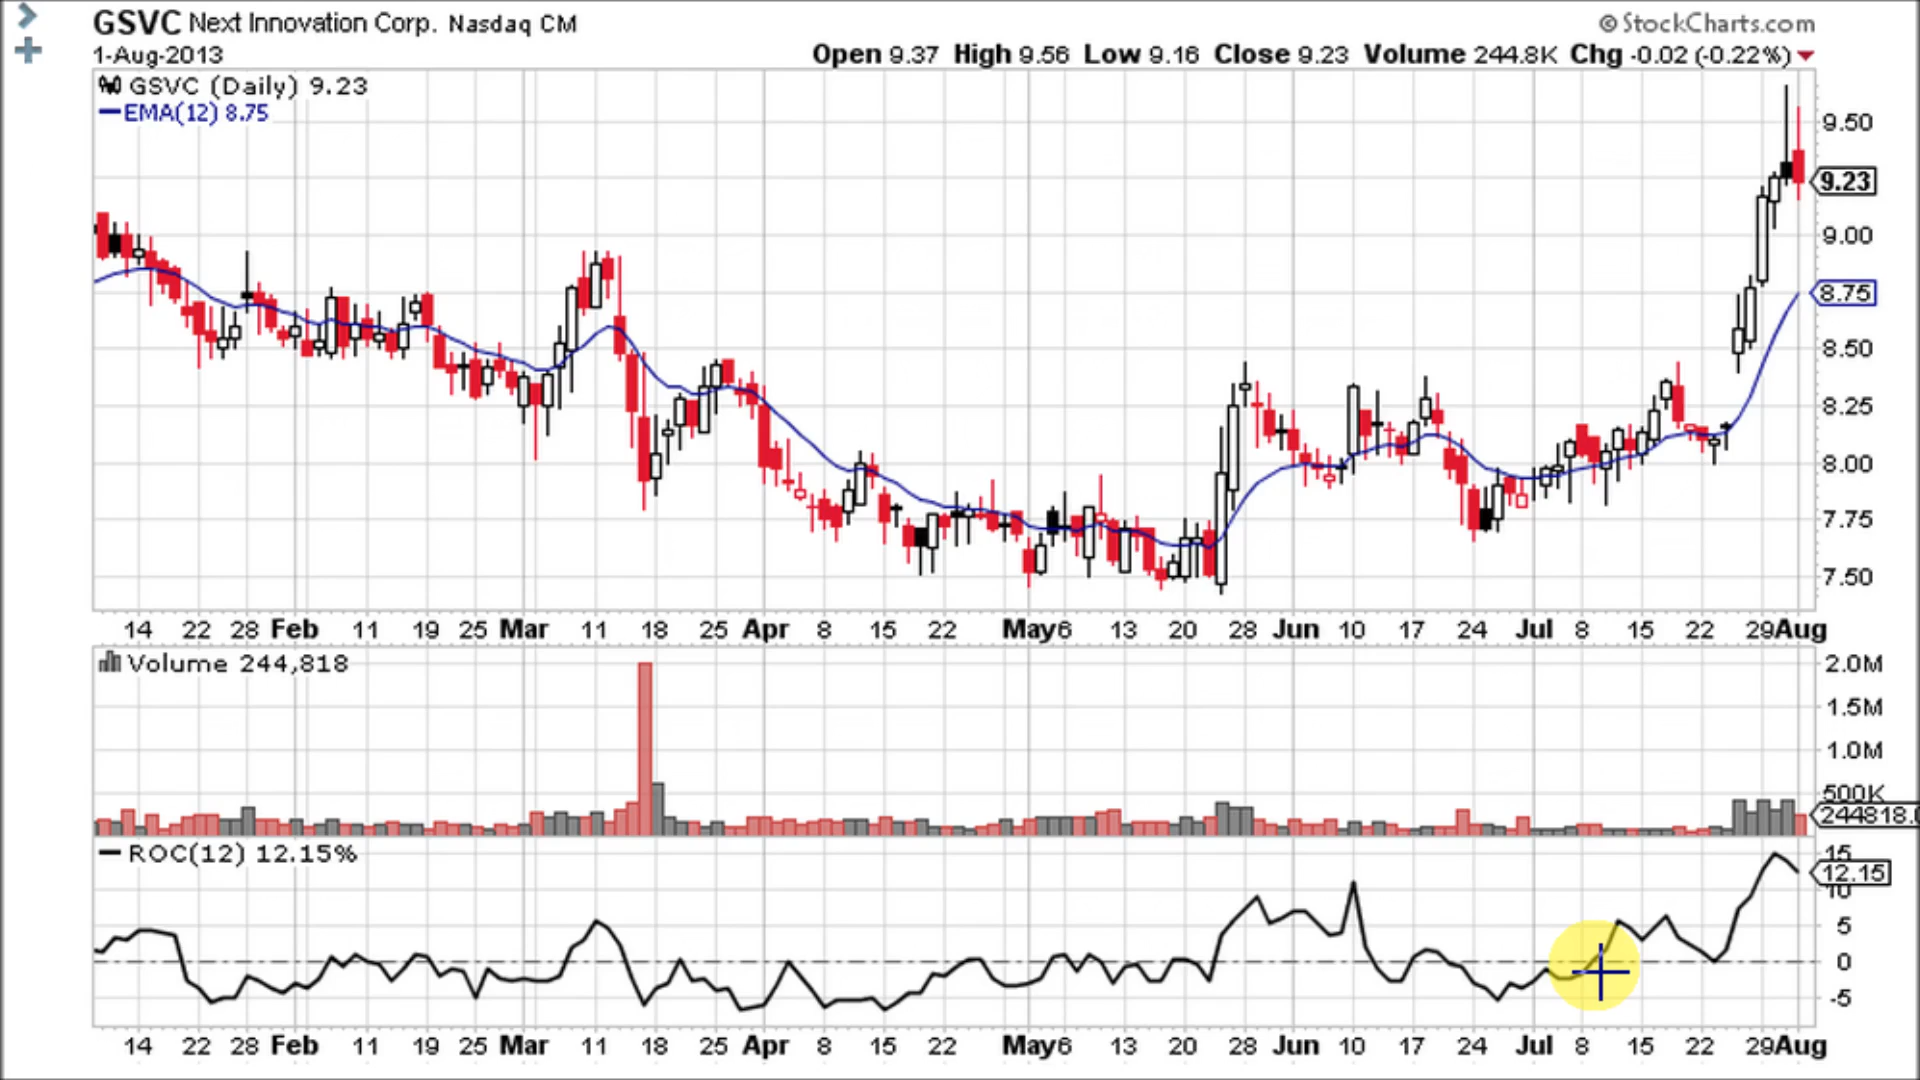 GSVC Next Innovation Corp. Nasdaq CM
© StockCharts.com
1-Aug-2013
Open 9.37 High 9.56 Low 9.16 Close 9.23 Volume 244.8K Chg -0.02 (-0.22%)
GSVC (Daily) 9.23
EMA(12) 8.75
9.50
9.23
9.00
8.75
8.50
8.25
8.00
7.75
7.50
14 22 28 Feb 11 19 25 Mar 11 18 25 Apr 8 15 22 May 6 13 20 28 Jun 10 17 24 Jul 8 15 22 29 Aug
Volume 244,818
2.0M
1.5M
1.0M
500K
244818.0
ROC(12) 12.15%
15
12.15
10
5
0
-5
14 22 28 Feb 11 19 25 Mar 11 18 25 Apr 8 15 22 May 6 13 20 28 Jun 10 17 24 Jul 8 15 22 29 Aug